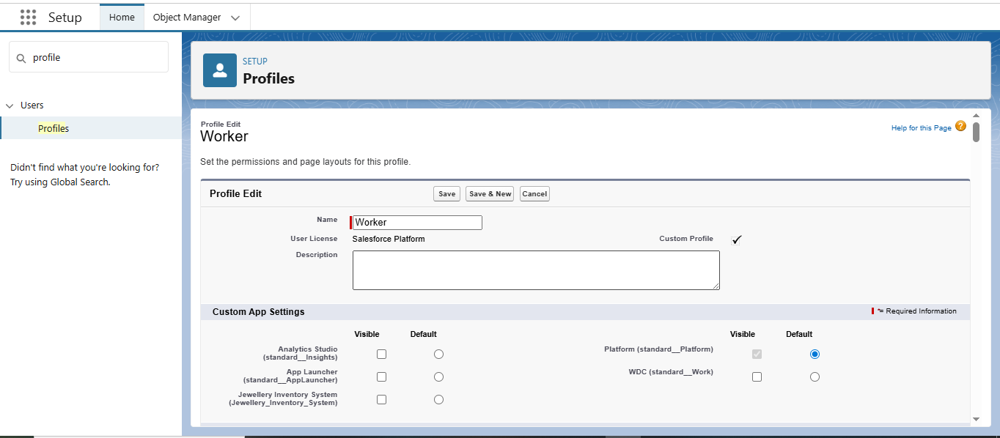 Setup
Home
Object Manager
profile
Users
Profiles
Didn't find what you're looking for?
Try using Global Search.
SETUP
Profiles
Profile Edit
Worker
Help for this Page ?
Set the permissions and page layouts for this profile.
Profile Edit
Save Save & New Cancel
Name Worker
User License Salesforce Platform Custom Profile
Description
Custom App Settings = Required Information
Visible Default Visible Default
Analytics Studio
(standard__Insights)
Platform (standard__Platform)
App Launcher
(standard__AppLauncher)
WDC (standard__Work)
Jewellery Inventory System
(Jewellery_Inventory_System)